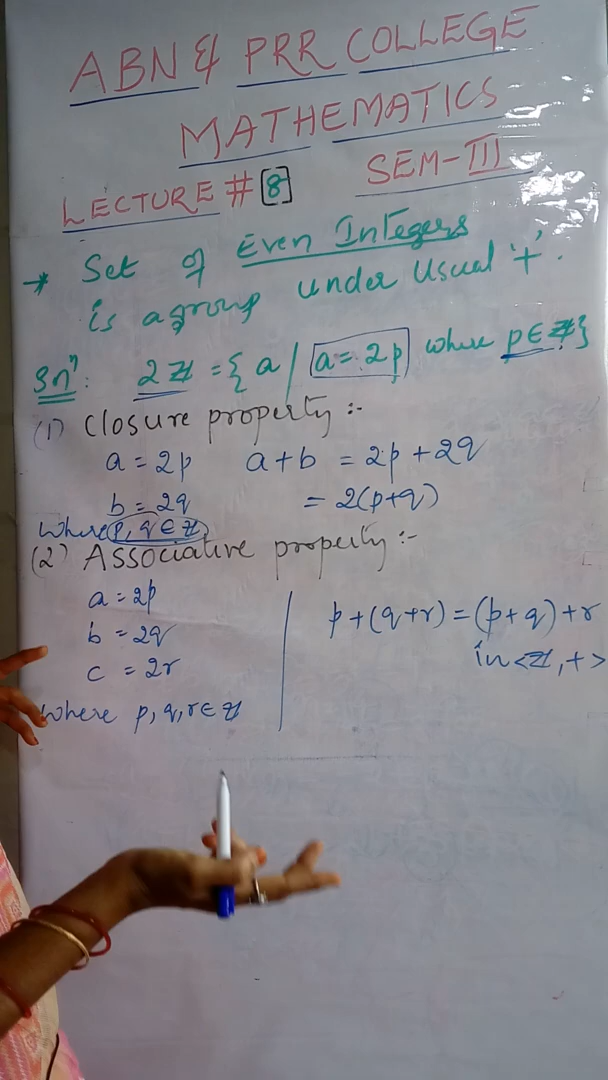 ABN & PRR COLLEGE
MATHEMATICS
SEM-III
LECTURE # [8]
* Set of Even Integers
is a group under Usual '+'.
Snⁿ: 2ℤ = { a / a = 2p where p ∈ ℤ }
(1) Closure property :-
a = 2p a+b = 2p + 2q
b = 2q = 2(p+q)
where p, q ∈ ℤ
(2) Associative property :-
a = 2p
b = 2q
c = 2r
where p, q, r ∈ ℤ
p+(q+r) = (p+q)+r
in <ℤ, +>